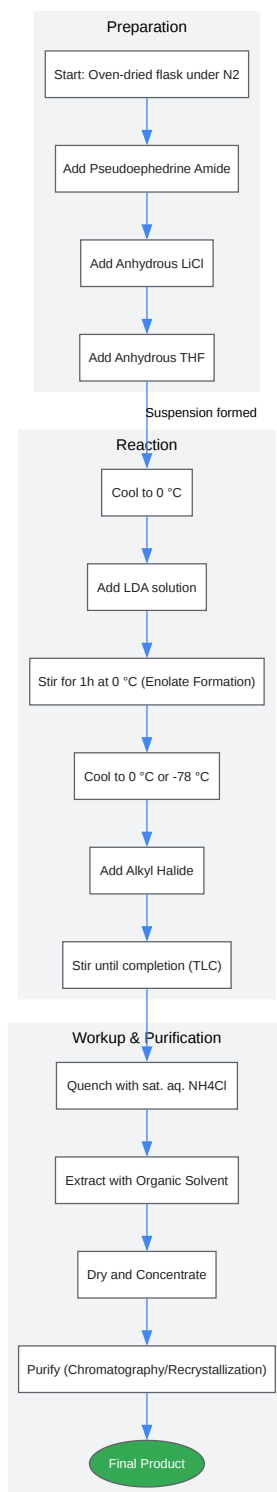 Preparation
Start: Oven-dried flask under N2
Add Pseudoephedrine Amide
Add Anhydrous LiCl
Add Anhydrous THF
Suspension formed
Reaction
Cool to 0 °C
Add LDA solution
Stir for 1h at 0 °C (Enolate Formation)
Cool to 0 °C or -78 °C
Add Alkyl Halide
Stir until completion (TLC)
Workup & Purification
Quench with sat. aq. NH4Cl
Extract with Organic Solvent
Dry and Concentrate
Purify (Chromatography/Recrystallization)
Final Product